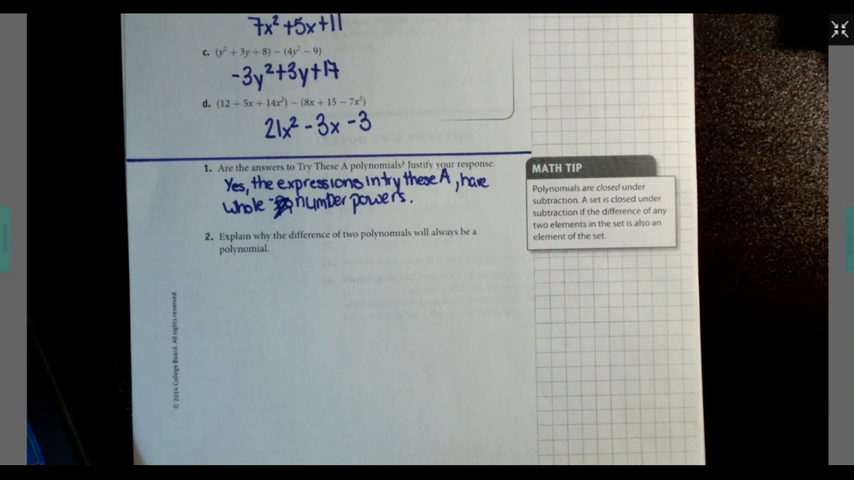 7x² + 5x + 11
c. (y² + 3y + 8) − (4y² − 9)
-3y² + 3y + 17
d. (12 + 5x + 14x²) − (8x + 15 − 7x²)
21x² - 3x - 3
1. Are the answers to Try These A polynomials? Justify your response.
Yes, the expressions in try these A, have
whole - number powers.
2. Explain why the difference of two polynomials will always be a
polynomial.
MATH TIP
Polynomials are closed under
subtraction. A set is closed under
subtraction if the difference of any
two elements in the set is also an
element of the set.
© 2014 College Board. All rights reserved.